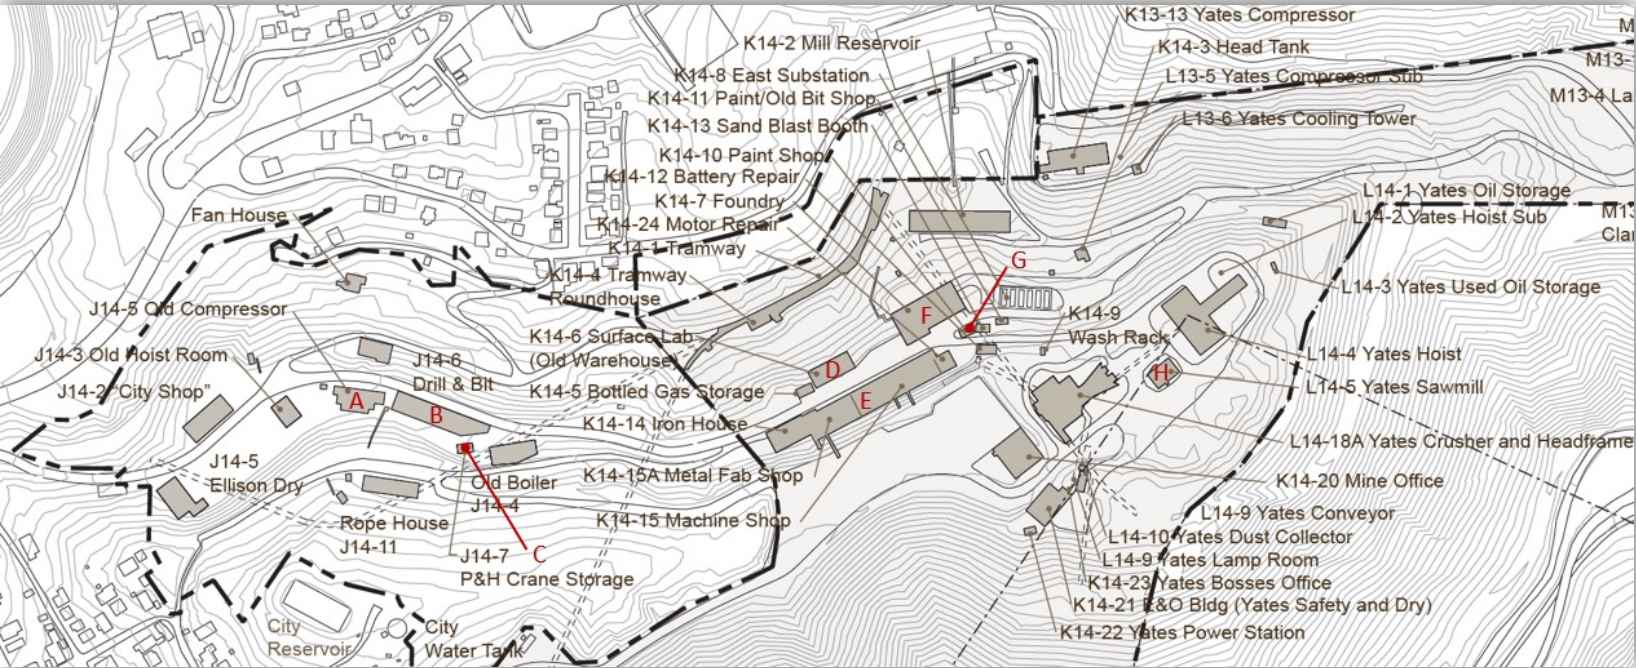 K13-13 Yates Compressor
K14-2 Mill Reservoir
K14-3 Head Tank
K14-8 East Substation
L13-5 Yates Compressor Sub
K14-11 Paint/Old Bit Shop
M13-4 La
K14-13 Sand Blast Booth
L13-6 Yates Cooling Tower
K14-10 Paint Shop
K14-12 Battery Repair
L14-1 Yates Oil Storage
K14-7 Foundry
Fan House
L14-2 Yates Hoist Sub
K14-24 Motor Repair
K14-1 Tramway
G
K14-4 Tramway
Roundhouse
L14-3 Yates Used Oil Storage
J14-5 Old Compressor
F
K14-9
Wash Rack
K14-6 Surface Lab
(Old Warehouse)
J14-3 Old Hoist Room
L14-4 Yates Hoist
J14-6
Drill & Bit
D
H
J14-2 "City Shop"
K14-5 Bottled Gas Storage
L14-5 Yates Sawmill
A
B
E
K14-14 Iron House
L14-18A Yates Crusher and Headframe
J14-5
Ellison Dry
K14-15A Metal Fab Shop
Old Boiler
J14-4
K14-20 Mine Office
Rope House
J14-11
K14-15 Machine Shop
L14-9 Yates Conveyor
L14-10 Yates Dust Collector
J14-7
P&H Crane Storage
C
L14-9 Yates Lamp Room
K14-23 Yates Bosses Office
K14-21 E&O Bldg (Yates Safety and Dry)
City
Reservoir
City
Water Tank
K14-22 Yates Power Station